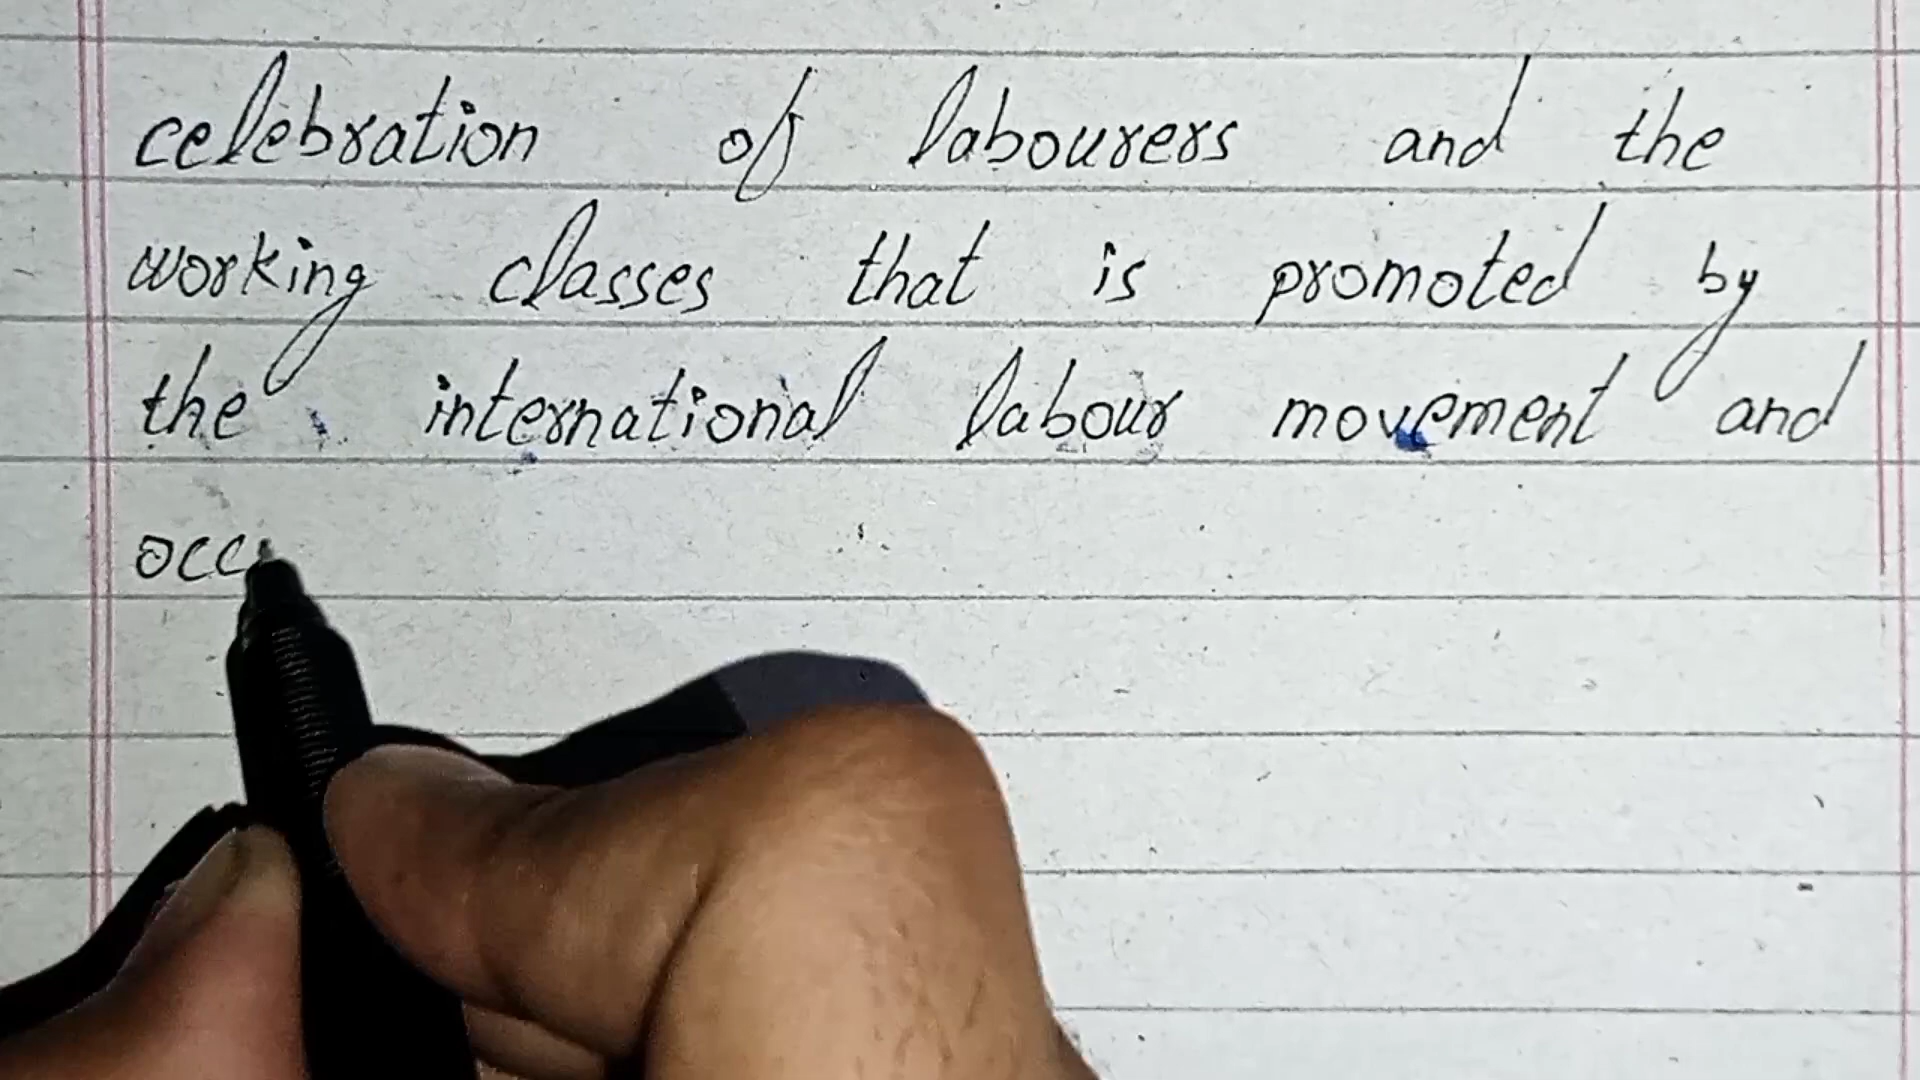 celebration of labourers and the
working classes that is promoted by
the international labour movement and
occ